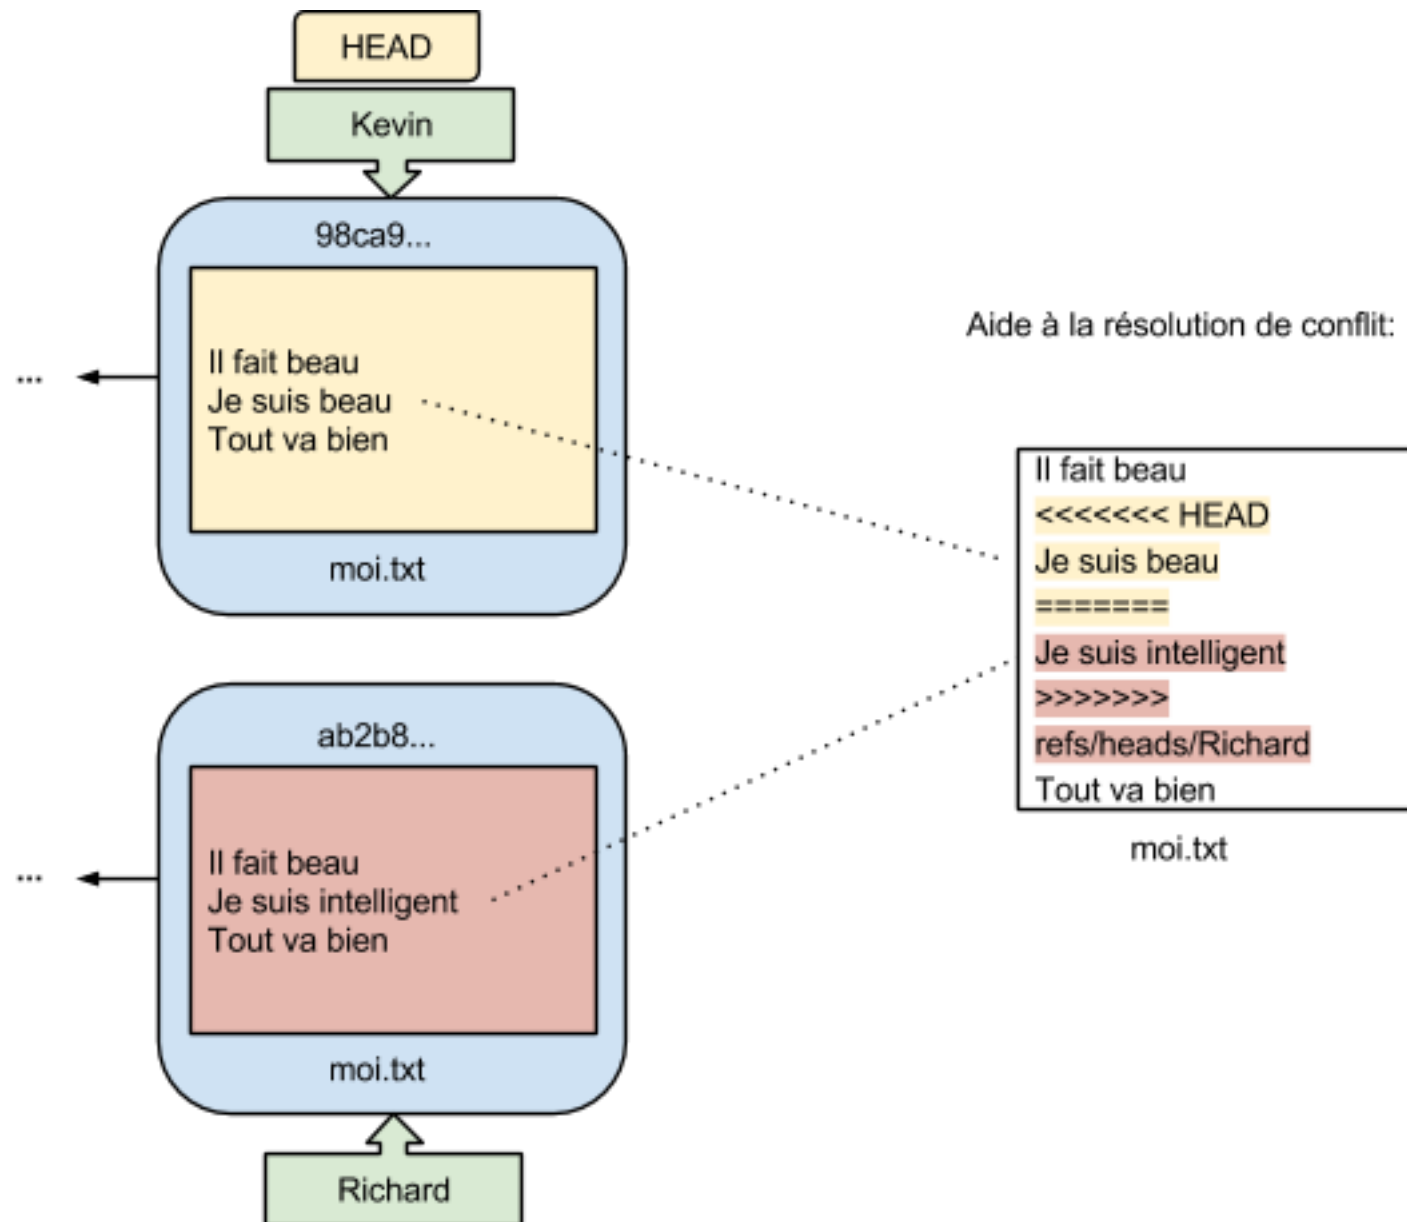 HEAD
Kevin
98ca9...
Il fait beau
Je suis beau
Tout va bien
moi.txt
...
ab2b8...
Il fait beau
Je suis intelligent
Tout va bien
moi.txt
...
Richard
Aide à la résolution de conflit:
Il fait beau
<<<<<<< HEAD
Je suis beau
=======
Je suis intelligent
>>>>>>>
refs/heads/Richard
Tout va bien
moi.txt